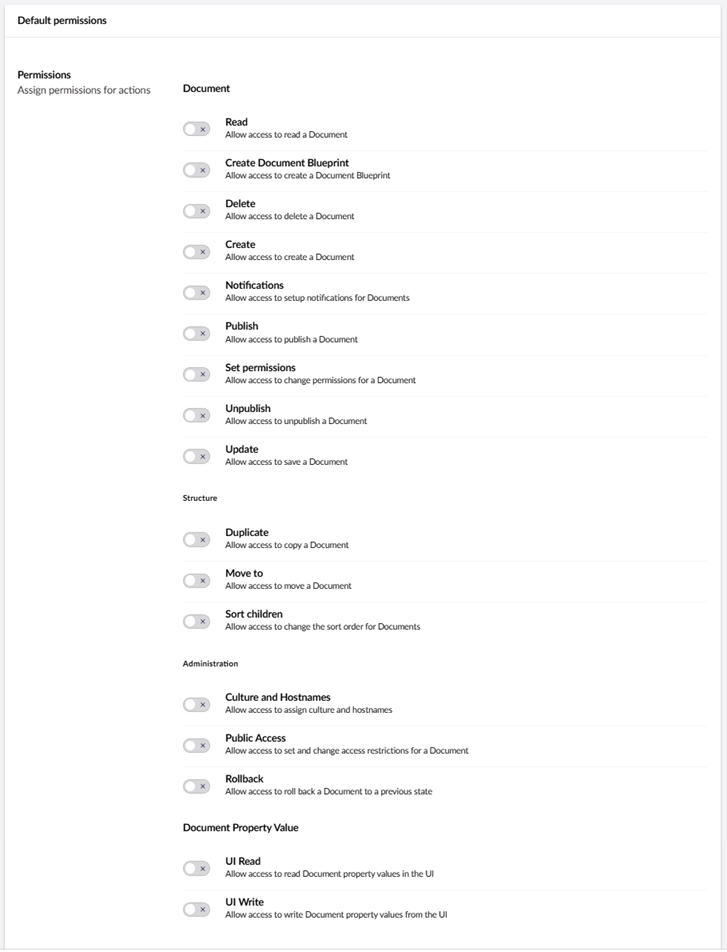 Default permissions
Permissions
Assign permissions for actions
Document
Read
Allow access to read a Document
Create Document Blueprint
Allow access to create a Document Blueprint
Delete
Allow access to delete a Document
Create
Allow access to create a Document
Notifications
Allow access to setup notifications for Documents
Publish
Allow access to publish a Document
Set permissions
Allow access to change permissions for a Document
Unpublish
Allow access to unpublish a Document
Update
Allow access to save a Document
Structure
Duplicate
Allow access to copy a Document
Move to
Allow access to move a Document
Sort children
Allow access to change the sort order for Documents
Administration
Culture and Hostnames
Allow access to assign culture and hostnames
Public Access
Allow access to set and change access restrictions for a Document
Rollback
Allow access to roll back a Document to a previous state
Document Property Value
UI Read
Allow access to read Document property values in the UI
UI Write
Allow access to write Document property values from the UI